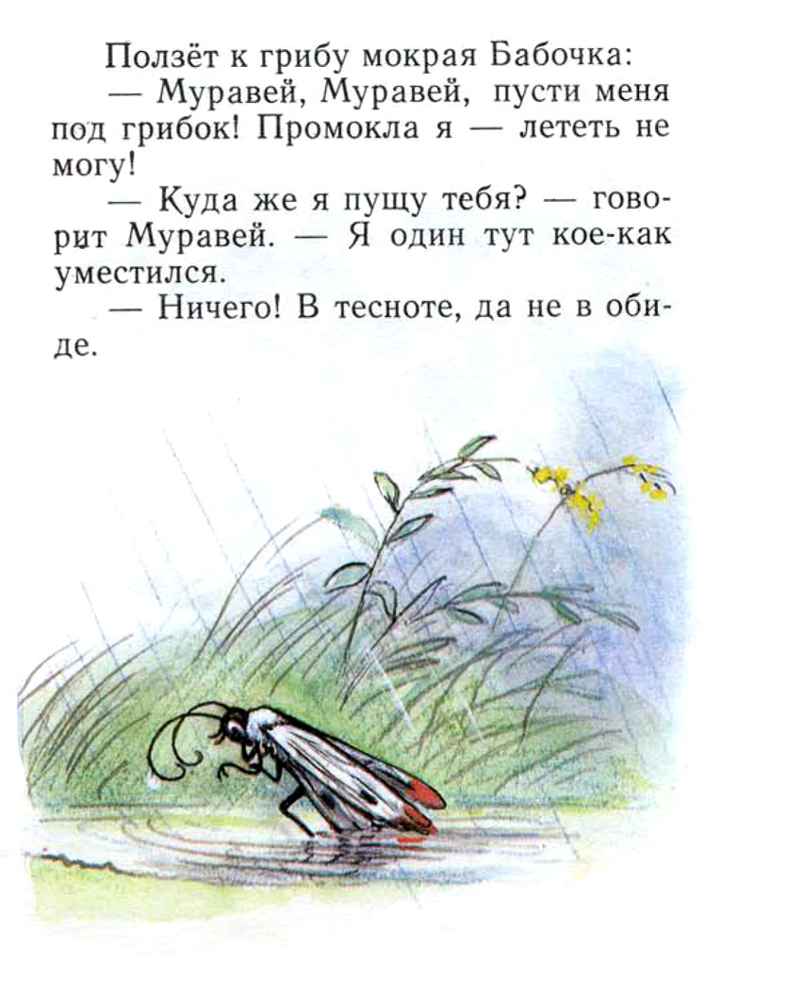 Ползёт к грибу мокрая Бабочка:
— Муравей, Муравей, пусти меня
под грибок! Промокла я — лететь не
могу!
— Куда же я пущу тебя? — гово-
рит Муравей. — Я один тут кое-как
уместился.
— Ничего! В тесноте, да не в оби-
де.